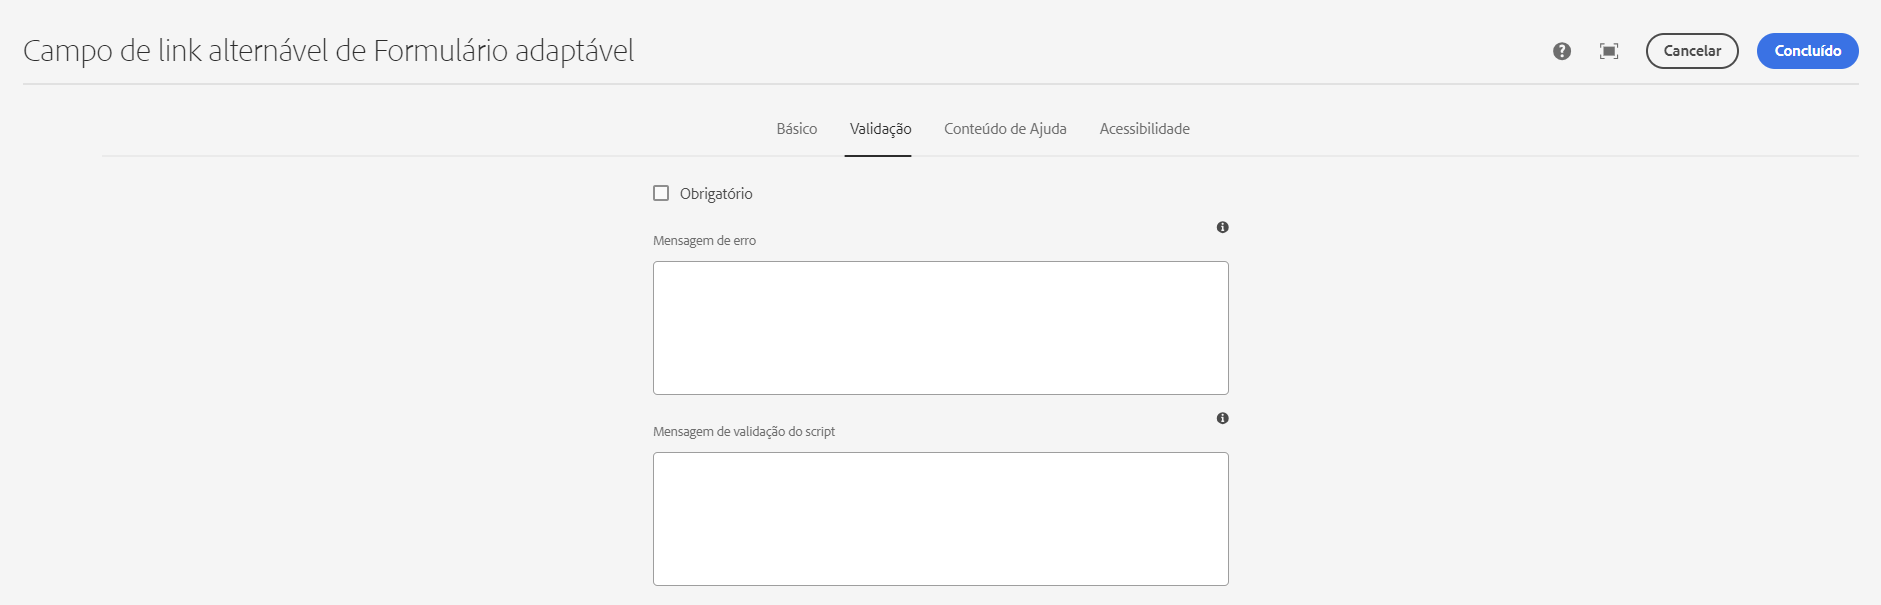 Campo de link alternável de Formulário adaptável
Cancelar
Concluído
Básico
Validação
Conteúdo de Ajuda
Acessibilidade
Obrigatório
Mensagem de erro
Mensagem de validação do script